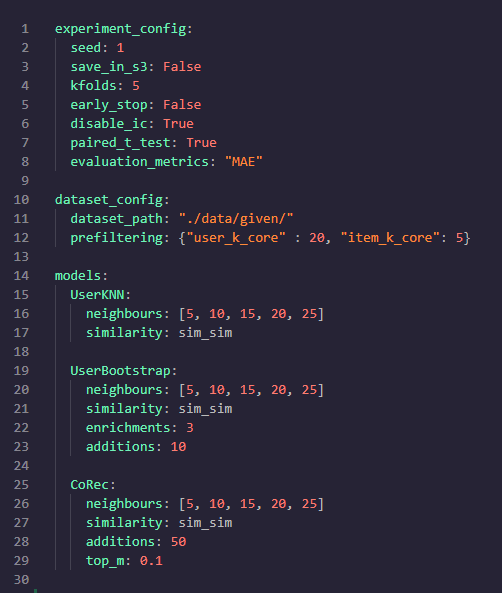 1 experiment_config:
2   seed: 1
3   save_in_s3: False
4   kfolds: 5
5   early_stop: False
6   disable_ic: True
7   paired_t_test: True
8   evaluation_metrics: "MAE"
9
10 dataset_config:
11   dataset_path: "./data/given/"
12   prefiltering: {"user_k_core" : 20, "item_k_core": 5}
13
14 models:
15   UserKNN:
16     neighbours: [5, 10, 15, 20, 25]
17     similarity: sim_sim
18
19   UserBootstrap:
20     neighbours: [5, 10, 15, 20, 25]
21     similarity: sim_sim
22     enrichments: 3
23     additions: 10
24
25   CoRec:
26     neighbours: [5, 10, 15, 20, 25]
27     similarity: sim_sim
28     additions: 50
29     top_m: 0.1
30